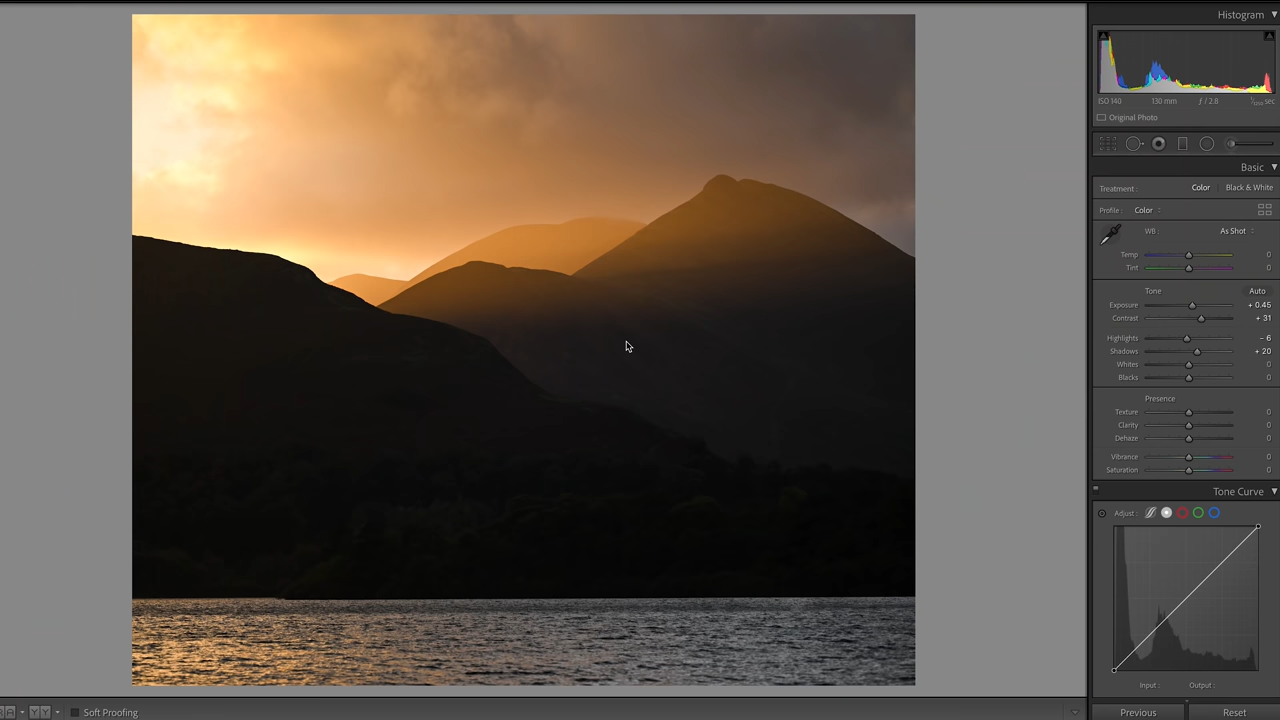 Histogram
ISO 140 130 mm ƒ / 2.8 sec
Original Photo
Basic
Treatment : Color Black & White
Profile : Color
WB : As Shot
Temp 0
Tint 0
Tone Auto
Exposure + 0.45
Contrast + 31
Highlights – 6
Shadows + 20
Whites 0
Blacks 0
Presence
Texture 0
Clarity 0
Dehaze 0
Vibrance 0
Saturation 0
Tone Curve
Adjust :
Input : Output :
YY Soft Proofing
Previous Reset